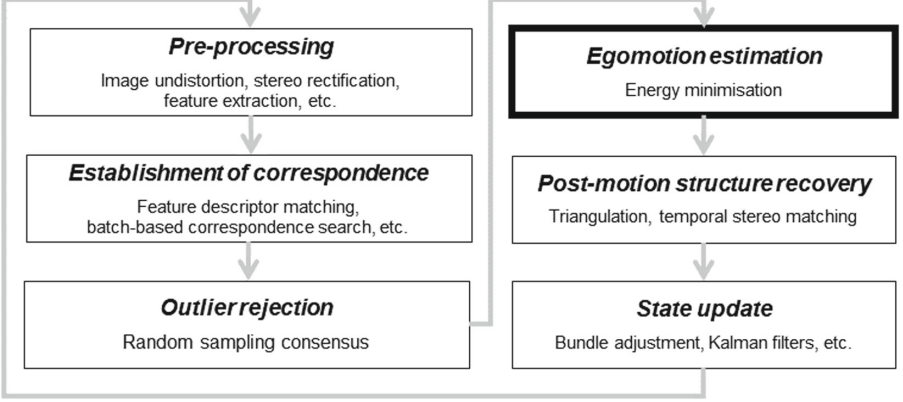 Pre-processing
Image undistortion, stereo rectification,
feature extraction, etc.
Establishment of correspondence
Feature descriptor matching,
batch-based correspondence search, etc.
Outlier rejection
Random sampling consensus
Egomotion estimation
Energy minimisation
Post-motion structure recovery
Triangulation, temporal stereo matching
State update
Bundle adjustment, Kalman filters, etc.